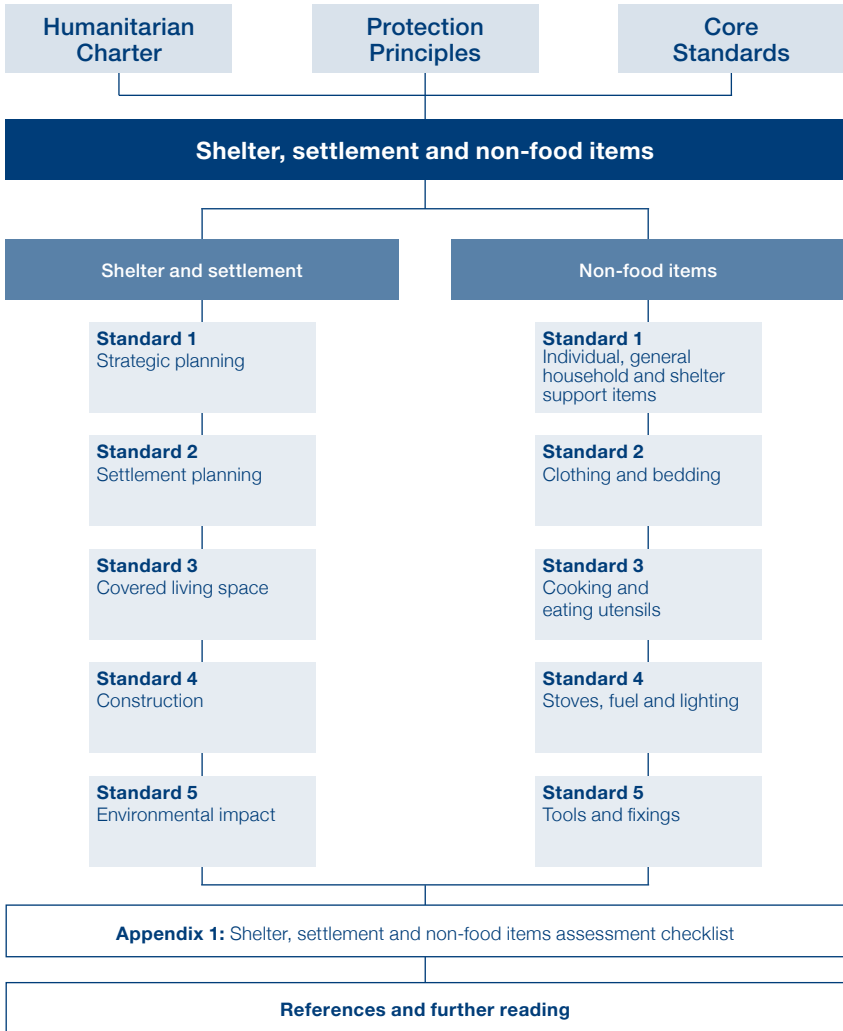 Humanitarian
Charter
Protection
Principles
Core
Standards
Shelter, settlement and non-food items
Shelter and settlement
Standard 1
Strategic planning
Standard 2
Settlement planning
Standard 3
Covered living space
Standard 4
Construction
Standard 5
Environmental impact
Non-food items
Standard 1
Individual, general
household and shelter
support items
Standard 2
Clothing and bedding
Standard 3
Cooking and
eating utensils
Standard 4
Stoves, fuel and lighting
Standard 5
Tools and fixings
Appendix 1: Shelter, settlement and non-food items assessment checklist
References and further reading